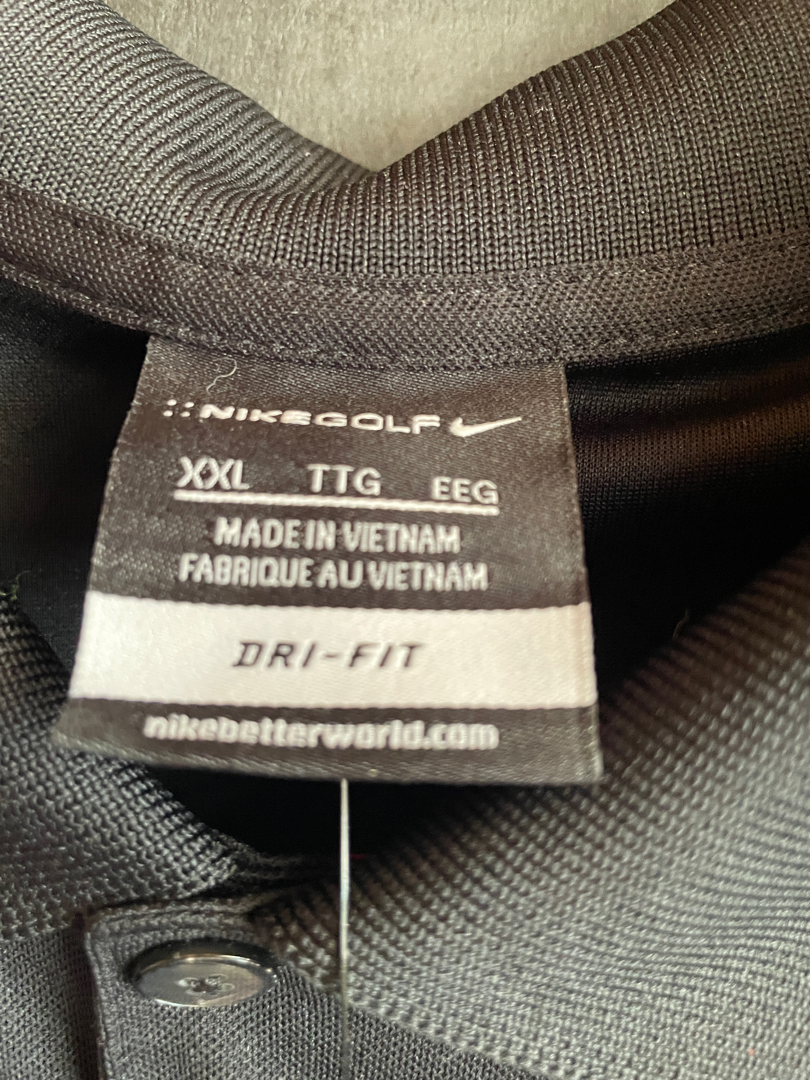 NIKEGOLF
XXL TTG EEG
MADE IN VIETNAM
FABRIQUE AU VIETNAM
DRI-FIT
nikebetterworld.com